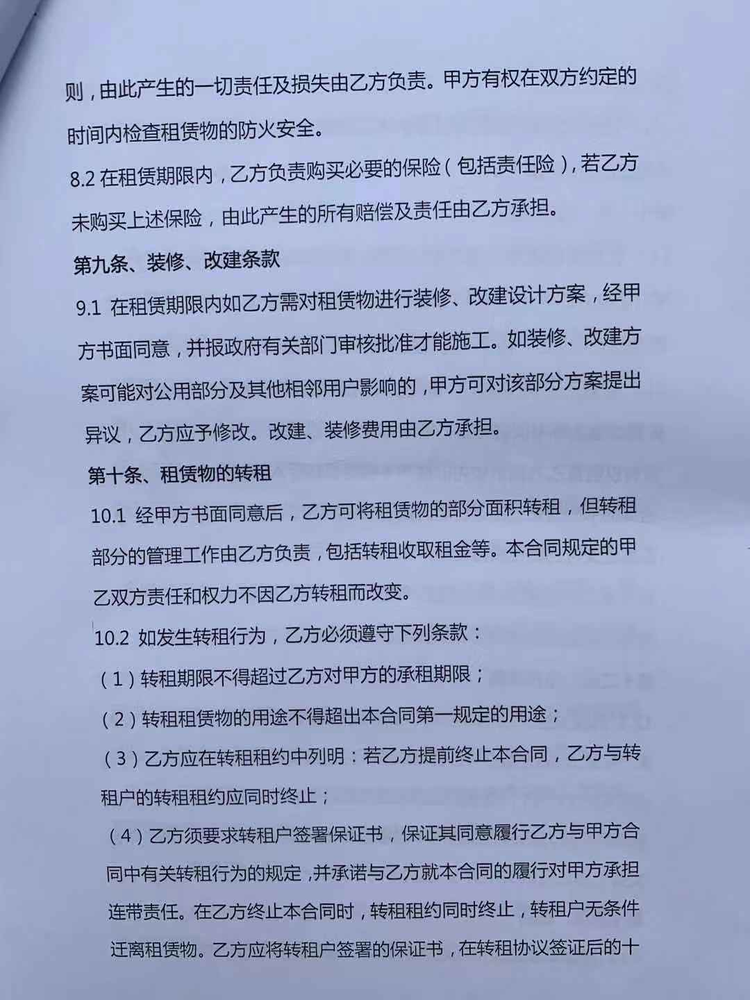 则，由此产生的一切责任及损失由乙方负责。甲方有权在双方约定的
时间内检查租赁物的防火安全。
8.2 在租赁期限内，乙方负责购买必要的保险（包括责任险），若乙方
未购买上述保险，由此产生的所有赔偿及责任由乙方承担。
第九条、装修、改建条款
9.1 在租赁期限内如乙方需对租赁物进行装修、改建设计方案，经甲
方书面同意，并报政府有关部门审核批准才能施工。如装修、改建方
案可能对公用部分及其他相邻用户影响的，甲方可对该部分方案提出
异议，乙方应予修改。改建、装修费用由乙方承担。
第十条、租赁物的转租
10.1 经甲方书面同意后，乙方可将租赁物的部分面积转租，但转租
部分的管理工作由乙方负责，包括转租收取租金等。本合同规定的甲
乙双方责任和权力不因乙方转租而改变。
10.2 如发生转租行为，乙方必须遵守下列条款：
（1）转租期限不得超过乙方对甲方的承租期限；
（2）转租租赁物的用途不得超出本合同第一规定的用途；
（3）乙方应在转租租约中列明：若乙方提前终止本合同，乙方与转
租户的转租租约应同时终止；
（4）乙方须要求转租户签署保证书，保证其同意履行乙方与甲方合
同中有关转租行为的规定，并承诺与乙方就本合同的履行对甲方承担
连带责任。在乙方终止本合同时，转租租约同时终止，转租户无条件
迁离租赁物。乙方应将转租户签署的保证书，在转租协议签证后的十